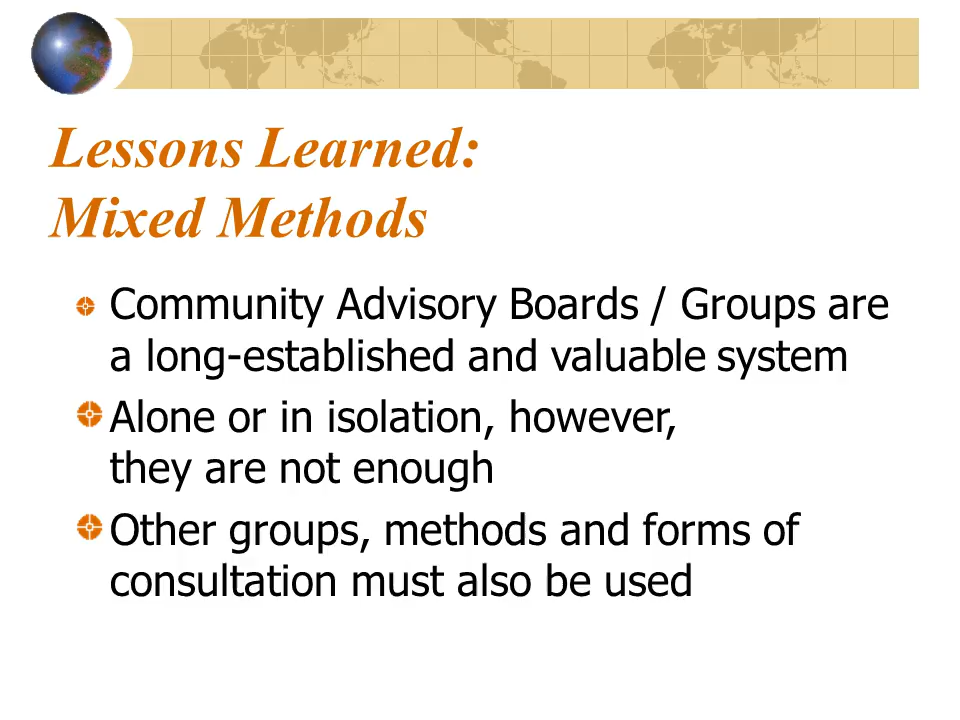 Lessons Learned:
Mixed Methods
Community Advisory Boards / Groups are
a long-established and valuable system
Alone or in isolation, however,
they are not enough
Other groups, methods and forms of
consultation must also be used